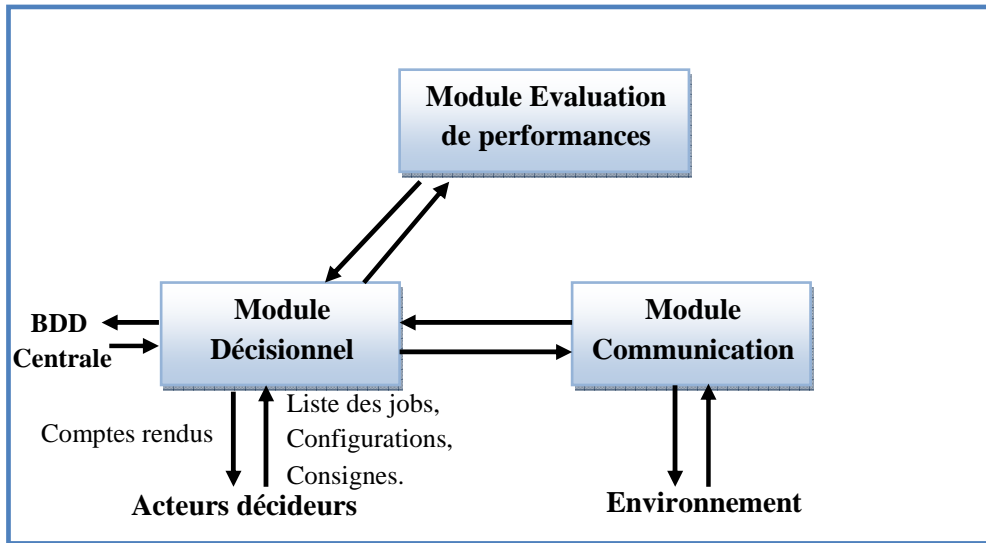 Module Evaluation
de performances
Module
Décisionnel
Module
Communication
BDD
Centrale
Comptes rendus
Liste des jobs,
Configurations,
Consignes.
Acteurs décideurs
Environnement